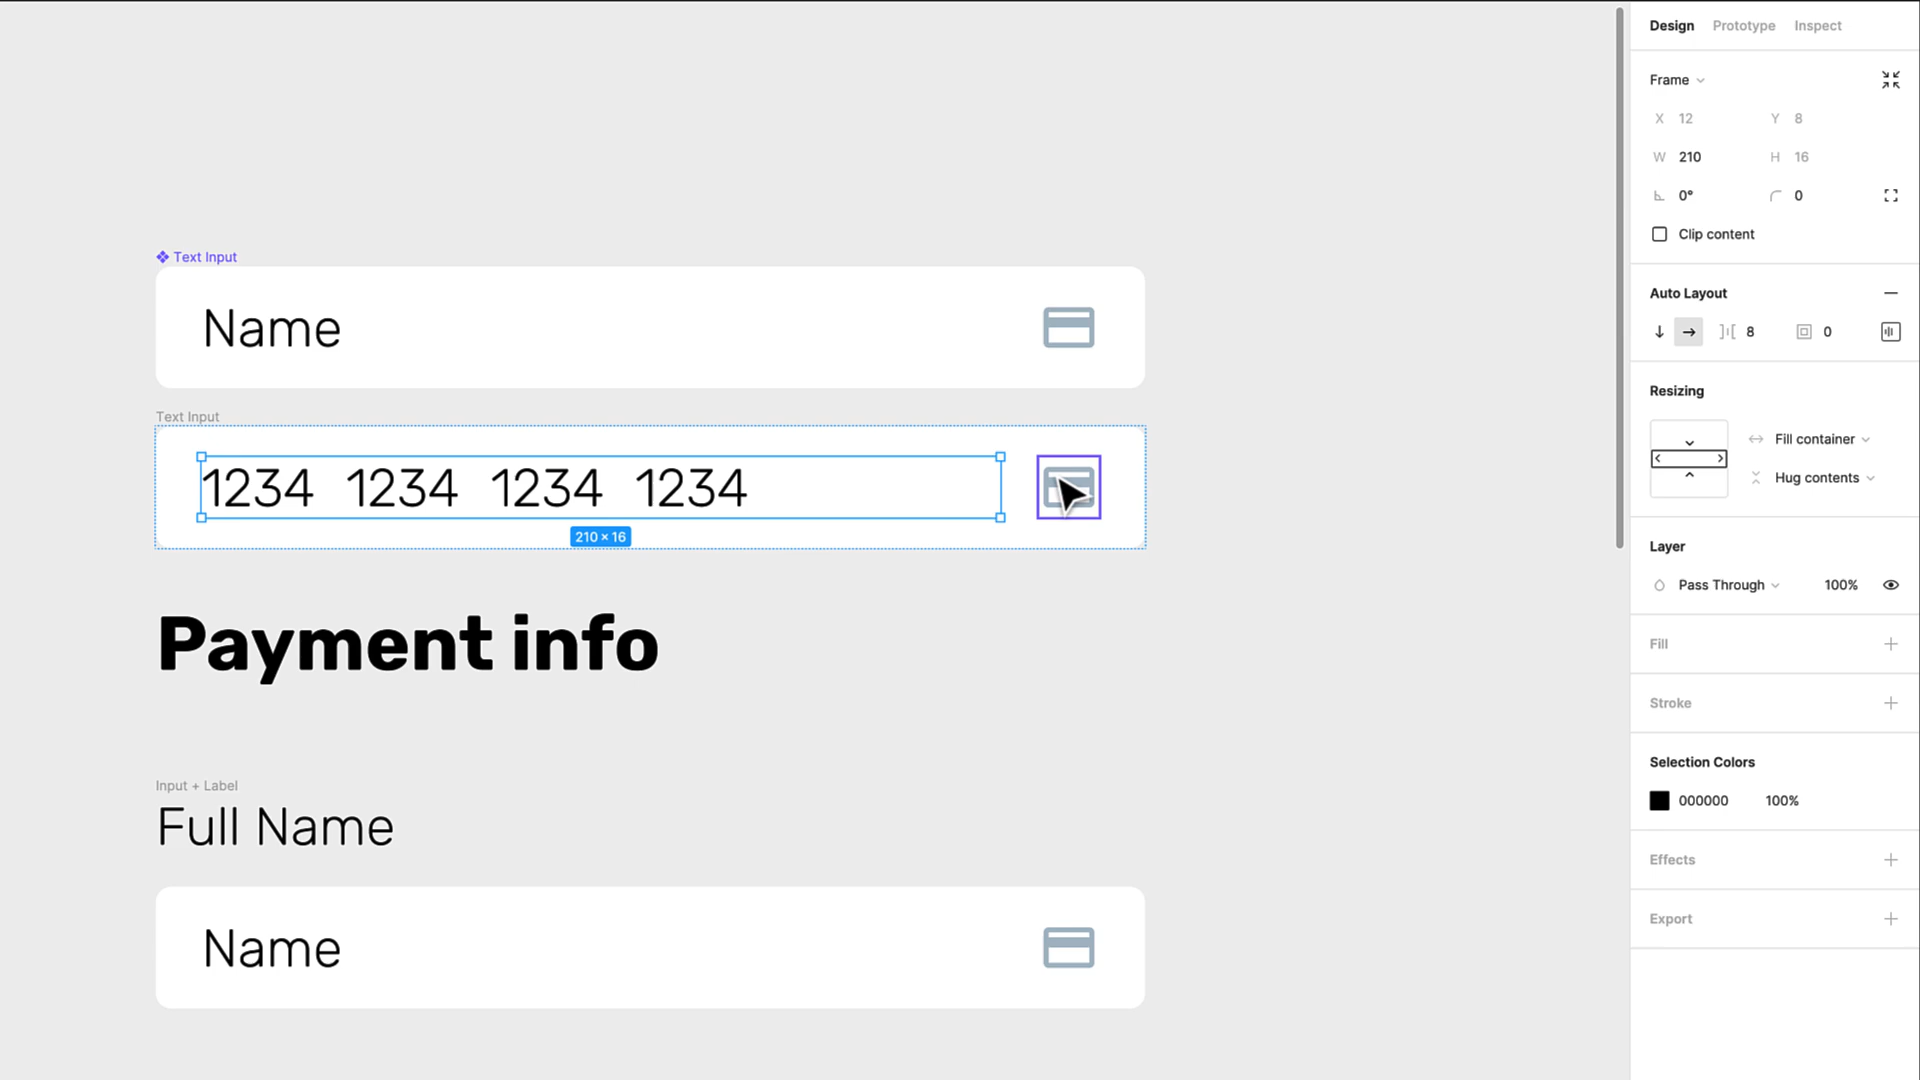 Design Prototype Inspect
Frame
X 12 Y 8
W 210 H 16
0° 0
Clip content
Auto Layout
8 0
Resizing
Fill container
Hug contents
Layer
Pass Through 100%
Fill
Stroke
Selection Colors
000000 100%
Effects
Export
Text Input
Name
Text Input
1234 1234 1234 1234
210 × 16
Payment info
Input + Label
Full Name
Name